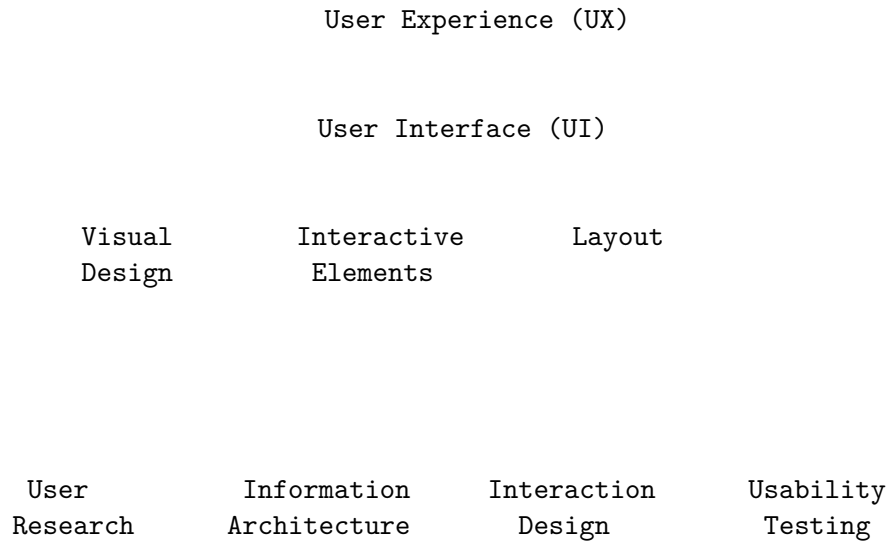 User Experience (UX)
User Interface (UI)
Visual Interactive Layout
Design Elements
User Information Interaction Usability
Research Architecture Design Testing